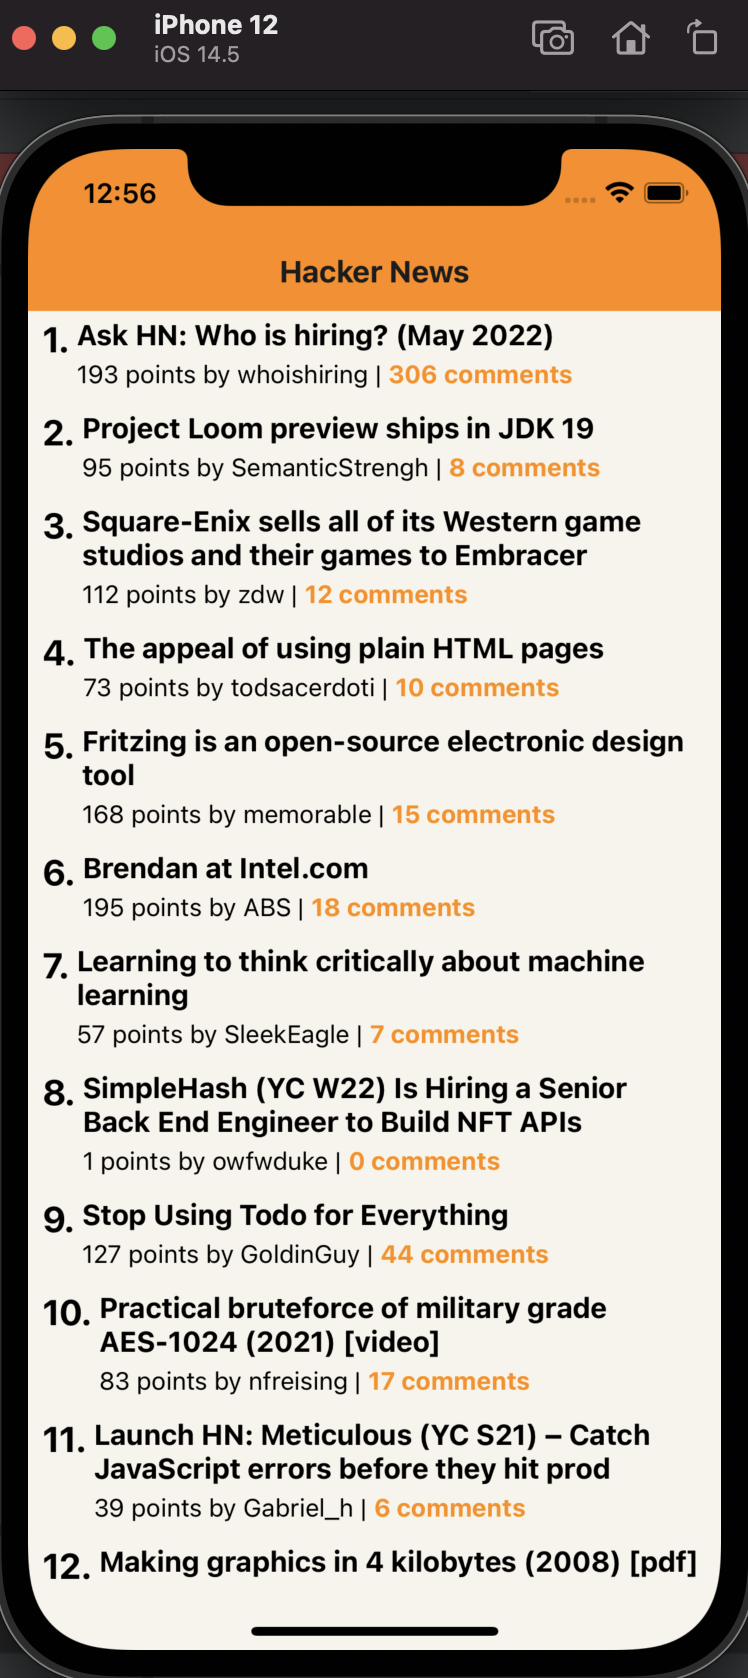 iPhone 12
iOS 14.5
12:56
Hacker News
1. Ask HN: Who is hiring? (May 2022)
193 points by whoishiring | 306 comments
2. Project Loom preview ships in JDK 19
95 points by SemanticStrengh | 8 comments
3. Square-Enix sells all of its Western game
studios and their games to Embracer
112 points by zdw | 12 comments
4. The appeal of using plain HTML pages
73 points by todsacerdoti | 10 comments
5. Fritzing is an open-source electronic design
tool
168 points by memorable | 15 comments
6. Brendan at Intel.com
195 points by ABS | 18 comments
7. Learning to think critically about machine
learning
57 points by SleekEagle | 7 comments
8. SimpleHash (YC W22) Is Hiring a Senior
Back End Engineer to Build NFT APIs
1 points by owfwduke | 0 comments
9. Stop Using Todo for Everything
127 points by GoldinGuy | 44 comments
10. Practical bruteforce of military grade
AES-1024 (2021) [video]
83 points by nfreising | 17 comments
11. Launch HN: Meticulous (YC S21) – Catch
JavaScript errors before they hit prod
39 points by Gabriel_h | 6 comments
12. Making graphics in 4 kilobytes (2008) [pdf]